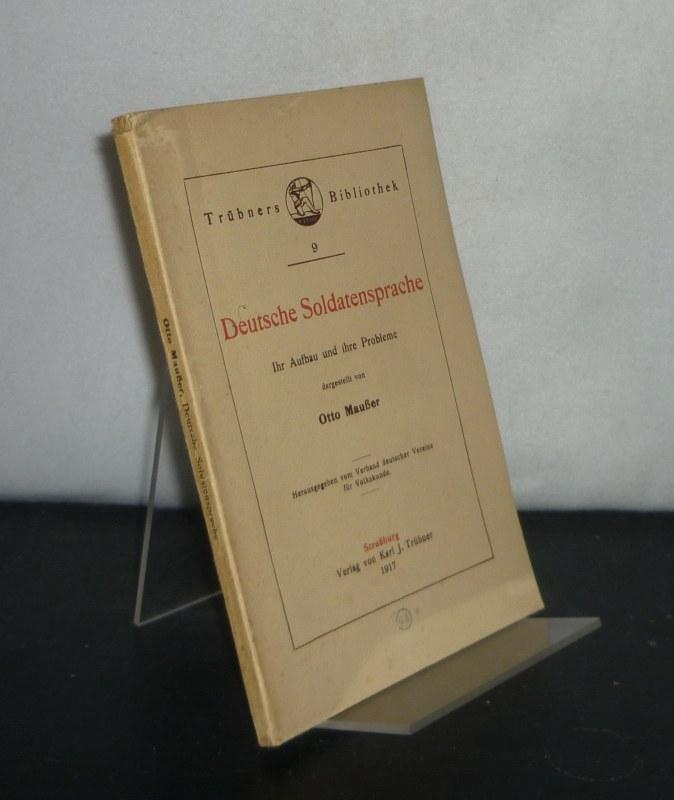 Trübners Bibliothek
9
Deutsche Soldatensprache
Ihr Aufbau und ihre Probleme
dargestellt von
Otto Maußer
Herausgegeben vom Verband deutscher Vereine
für Volkskunde.
Straßburg
Verlag von Karl J. Trübner
1917
Otto Maußer, Deutsche Soldatensprache